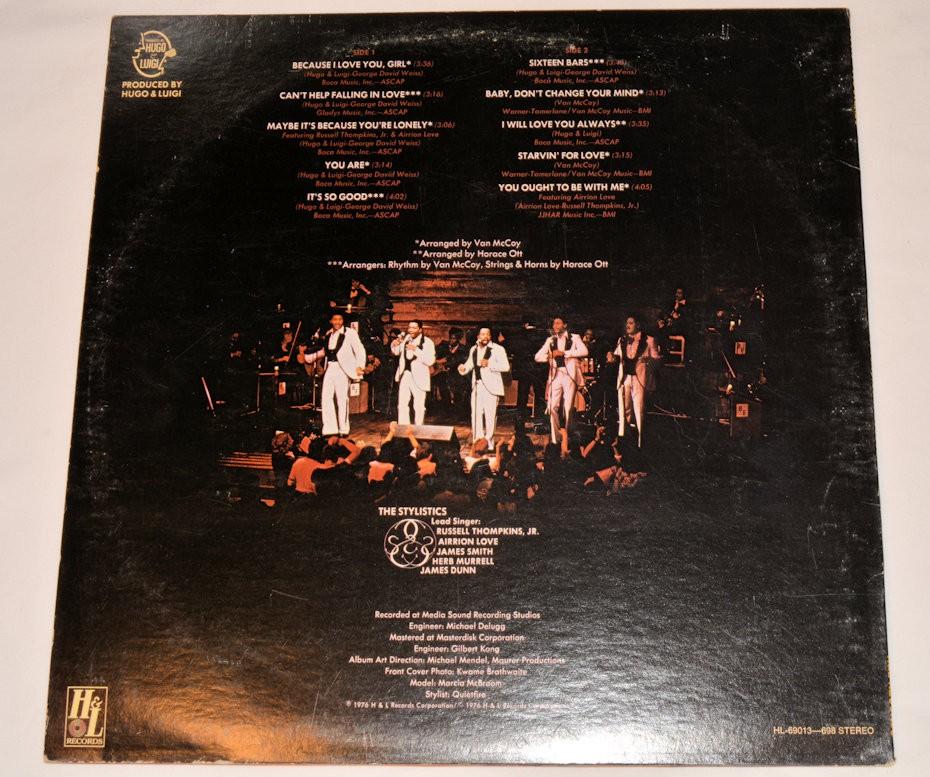 HUGO
&
LUIGI
PRODUCED BY
HUGO & LUIGI
SIDE 1
BECAUSE I LOVE YOU, GIRL* (3:36)
(Hugo & Luigi-George David Weiss)
Boca Music, Inc.—ASCAP
CAN'T HELP FALLING IN LOVE*** (3:16)
(Hugo & Luigi-George David Weiss)
Gladys Music, Inc.—ASCAP
MAYBE IT'S BECAUSE YOU'RE LONELY* (3:06)
Featuring Russell Thompkins, Jr. & Airrion Love
(Hugo & Luigi-George David Weiss)
Boca Music, Inc.—ASCAP
YOU ARE* (3:14)
(Hugo & Luigi-George David Weiss)
Boca Music, Inc.—ASCAP
IT'S SO GOOD*** (4:02)
(Hugo & Luigi-George David Weiss)
Boca Music, Inc.—ASCAP
SIDE 2
SIXTEEN BARS***
(Hugo & Luigi-George David Weiss)
Boca Music, Inc.—ASCAP
BABY, DON'T CHANGE YOUR MIND* (3:13)
(Van McCoy)
Warner-Tamerlane/Van McCoy Music—BMI
I WILL LOVE YOU ALWAYS** (3:35)
(Hugo & Luigi)
Boca Music, Inc.—ASCAP
STARVIN' FOR LOVE* (3:15)
(Van McCoy)
Warner-Tamerlane/Van McCoy Music—BMI
YOU OUGHT TO BE WITH ME* (4:05)
Featuring Airrion Love
(Airrion Love-Russell Thompkins, Jr.)
JJHAR Music Inc.—BMI
*Arranged by Van McCoy
**Arranged by Horace Ott
***Arrangers: Rhythm by Van McCoy, Strings & Horns by Horace Ott
THE STYLISTICS
Lead Singer:
RUSSELL THOMPKINS, JR.
AIRRION LOVE
JAMES SMITH
HERB MURRELL
JAMES DUNN
Recorded at Media Sound Recording Studios
Engineer: Michael Delugg
Mastered at Masterdisk Corporation
Engineer: Gilbert Kong
Album Art Direction: Michael Mendel, Maurer Productions
Front Cover Photo: Kwame Brathwaite
Model: Marcia McBroom
Stylist: Quietfire
℗ 1976 H & L Records Corporation/© 1976 H & L Records Corporation
H&L
RECORDS
HL-69013—698 STEREO